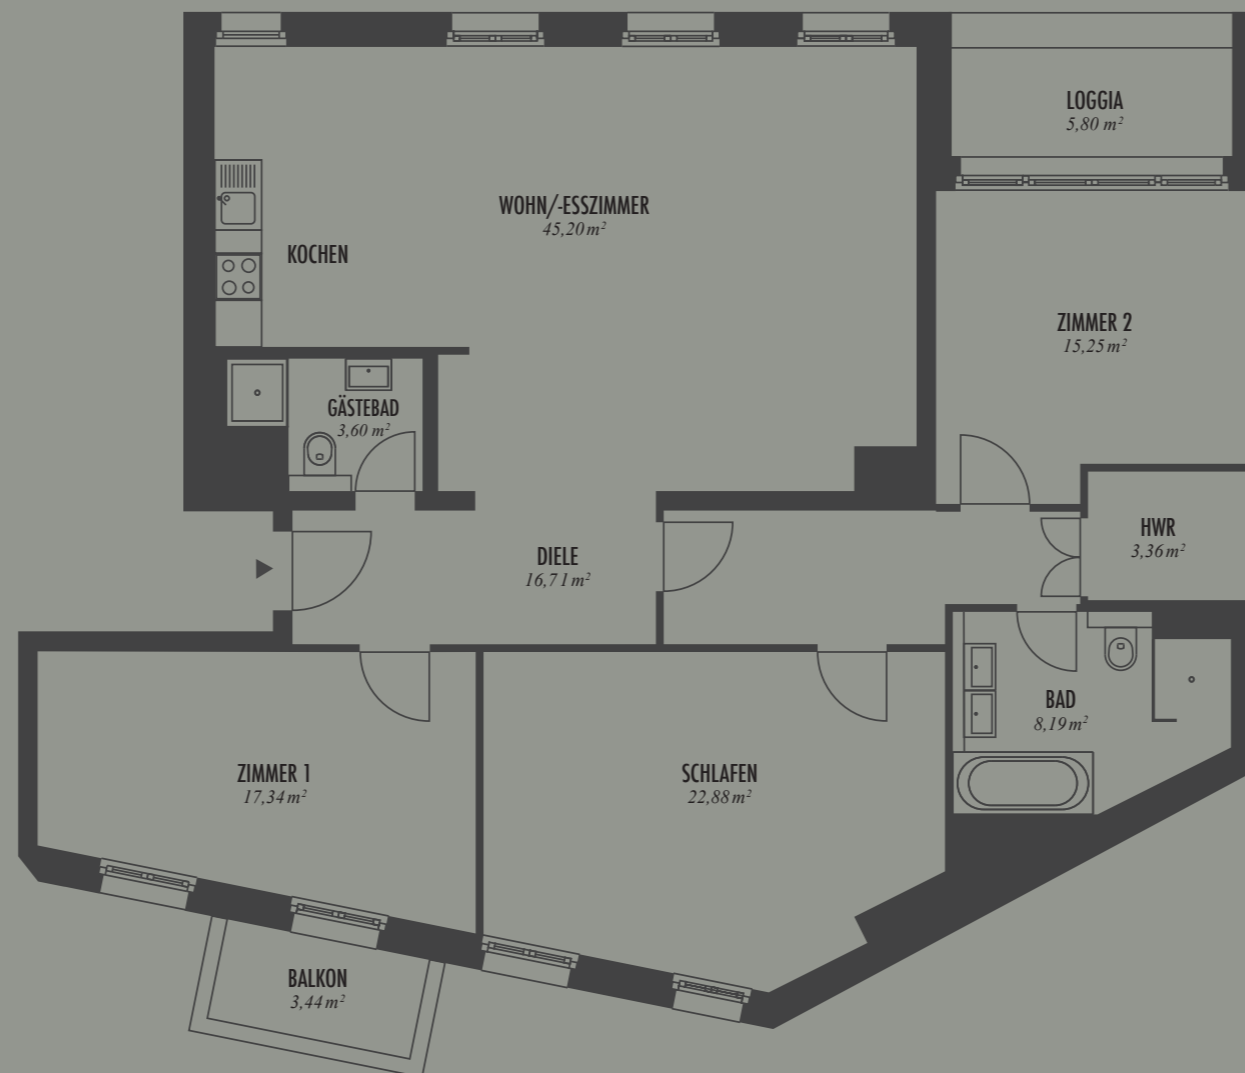 LOGGIA
5,80 m²
WOHN/-ESSZIMMER
45,20 m²
KOCHEN
ZIMMER 2
15,25 m²
GÄSTEBAD
3,60 m²
HWR
3,36 m²
DIELE
16,71 m²
BAD
8,19 m²
ZIMMER 1
17,34 m²
SCHLAFEN
22,88 m²
BALKON
3,44 m²